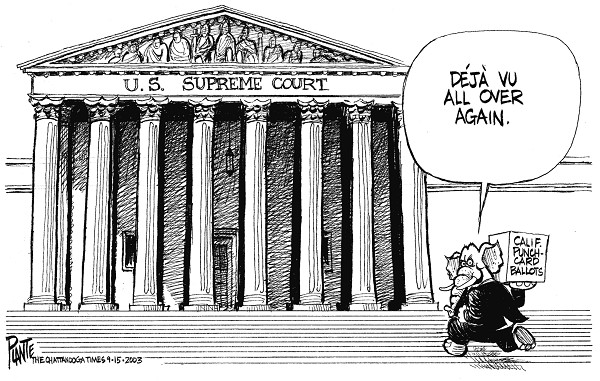 U. S. SUPREME COURT
DÉJÀ VU
ALL OVER
AGAIN.
CALIF.
PUNCH-
CARD
BALLOTS
PLANTE
THE CHATTANOOGA TIMES 9-15-2003